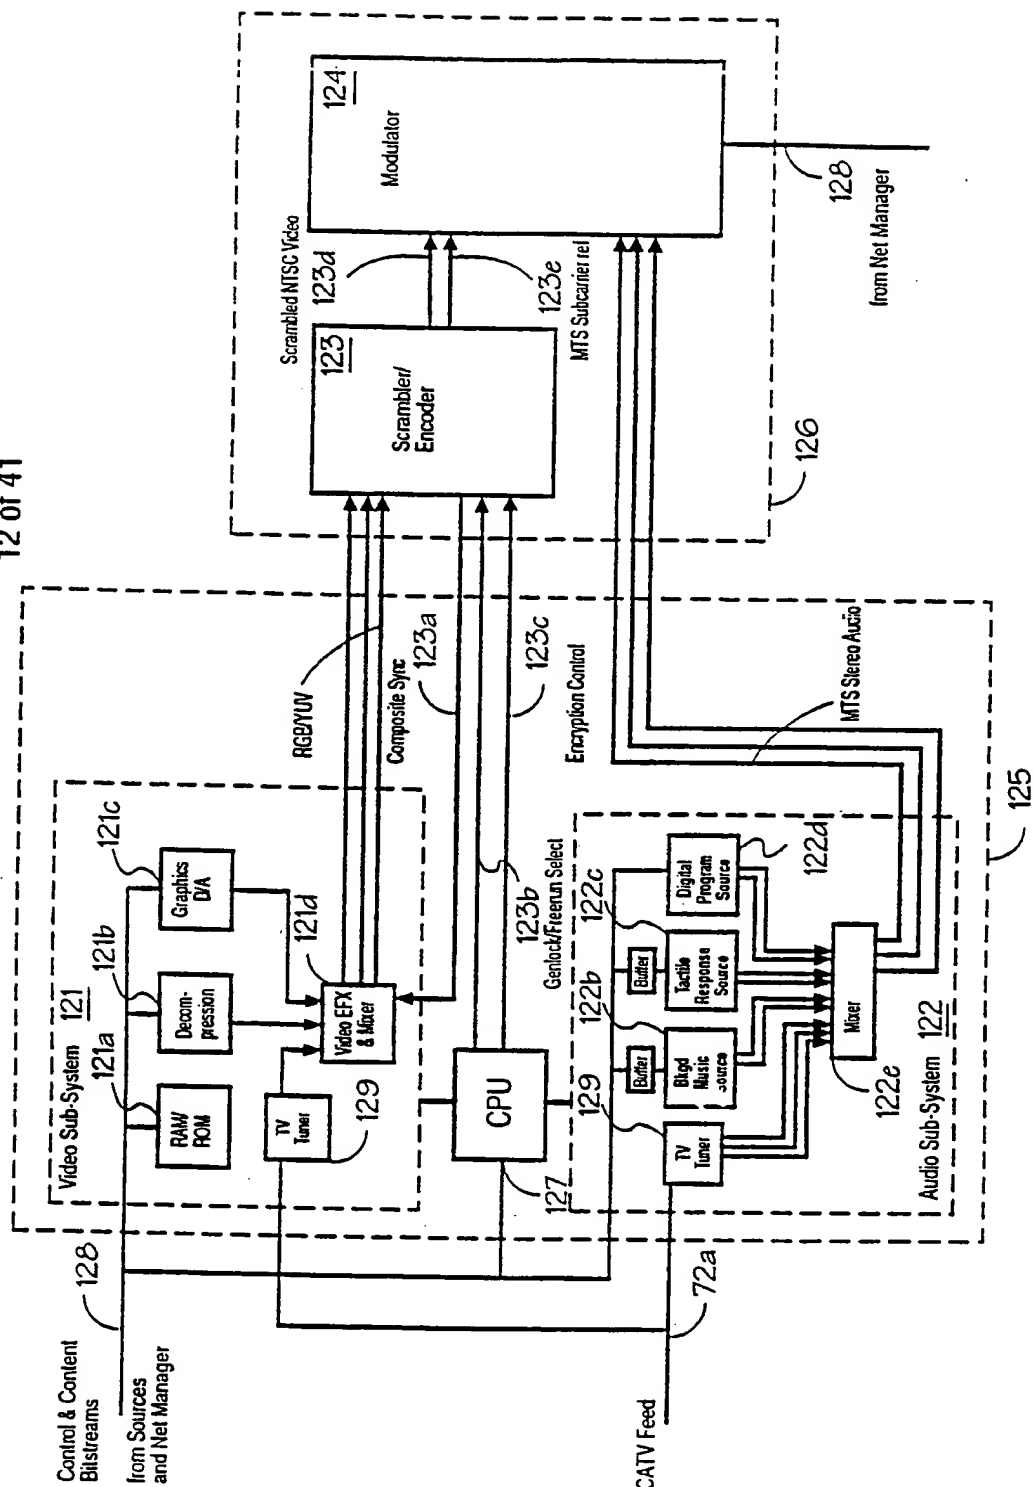 12 of 41
Control & Content
Bitstreams
from Sources
and Net Manager
128
Video Sub-System
121
121a
RAM/
ROM
121b
Decom-
pression
121c
Graphics
D/A
TV
Tuner
129
121d
Video EFX
& Mixer
RGB/YUV
Composite Sync
123a
CPU
127
123b
Genlock/Freerun Select
123c
Encryption Control
Scrambled NTSC Video
123
Scrambler/
Encoder
123d
123e
MTS Subcarrier ref
124
Modulator
128
from Net Manager
126
CATV Feed
72a
129
TV
Tuner
122b
Buffer
Bkgd
Music
Source
122c
Buffer
Tactile
Response
Source
122d
Digital
Program
Source
Mixer
122e
Audio Sub-System
122
MTS Stereo Audio
125